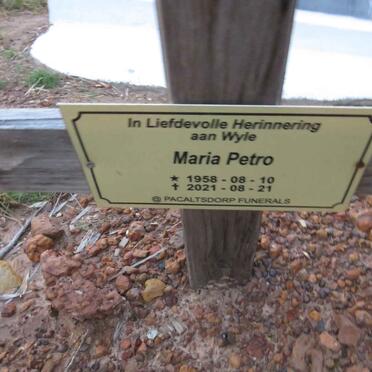 In Liefdevolle Herinnering
aan Wyle
Maria Petro
★ 1958 - 08 - 10
✝ 2021 - 08 - 21
@ PACALTSDORP FUNERALS